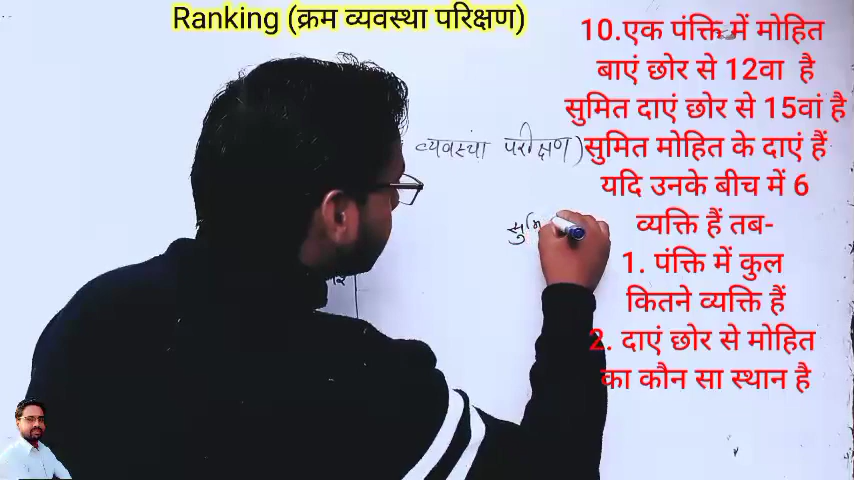 Ranking (क्रम व्यवस्था परिक्षण)
10.एक पंक्ति में मोहित
बाएं छोर से 12वा है
सुमित दाएं छोर से 15वां है
सुमित मोहित के दाएं हैं
यदि उनके बीच में 6
व्यक्ति हैं तब-
1. पंक्ति में कुल
कितने व्यक्ति हैं
2. दाएं छोर से मोहित
का कौन सा स्थान है
व्यवस्था परीक्षण)
सुमि